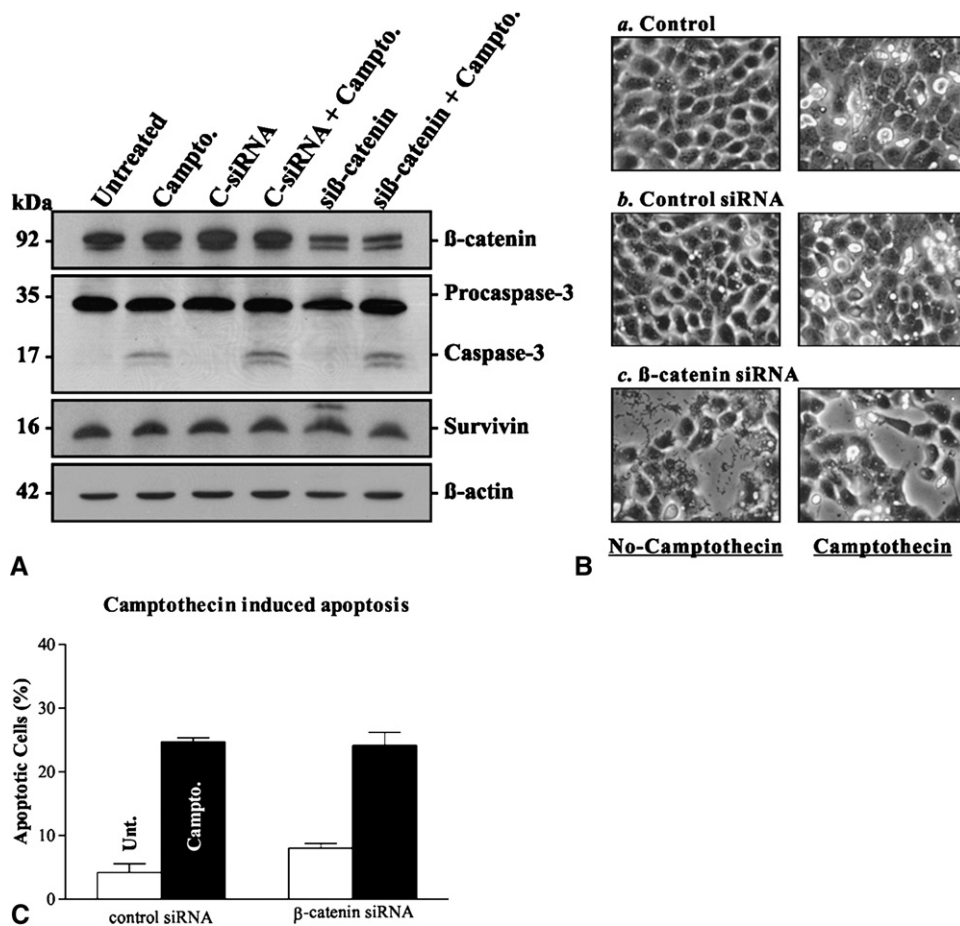 Untreated
Campto.
C-siRNA
C-siRNA + Campto.
siß-catenin
siß-catenin + Campto.
kDa
92
ß-catenin
35
Procaspase-3
17
Caspase-3
16
Survivin
42
ß-actin
A
a. Control
b. Control siRNA
c. ß-catenin siRNA
No-Camptothecin
Camptothecin
B
Camptothecin induced apoptosis
Apoptotic Cells (%)
40
30
20
10
0
Unt.
Campto.
control siRNA
β-catenin siRNA
C